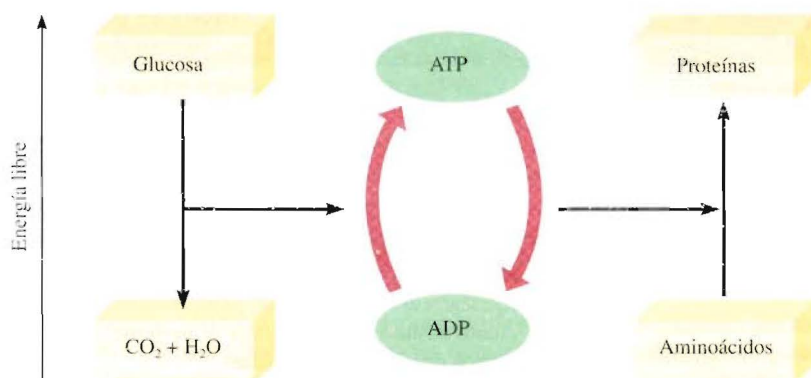 Energía libre
Glucosa
ATP
Proteínas
CO₂ + H₂O
ADP
Aminoácidos